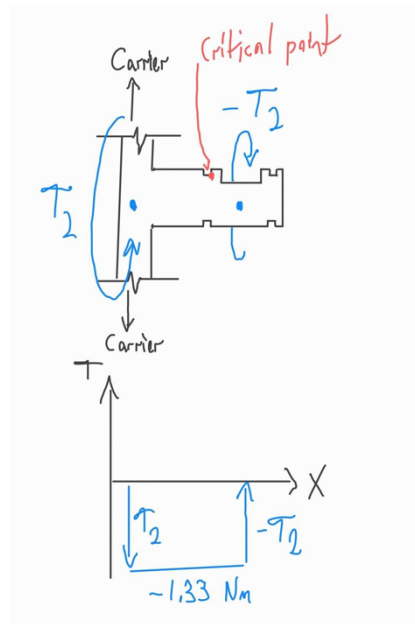 Critical point
Carrier
-T2
T2
Carrier
T
X
T2
-T2
-1.33 Nm